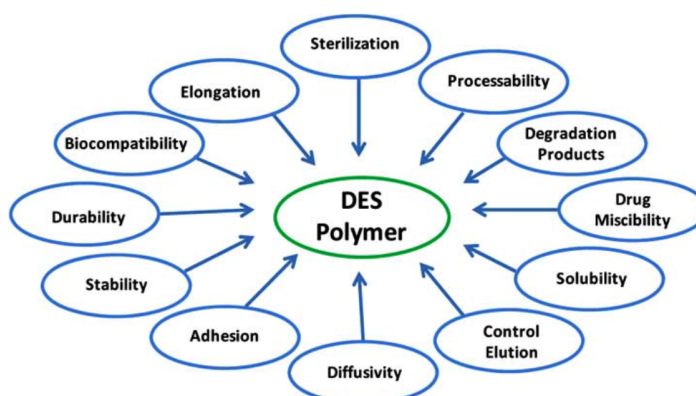 Sterilization
Elongation
Processability
Biocompatibility
Degradation
Products
Durability
DES
Polymer
Drug
Miscibility
Stability
Solubility
Adhesion
Control
Elution
Diffusivity